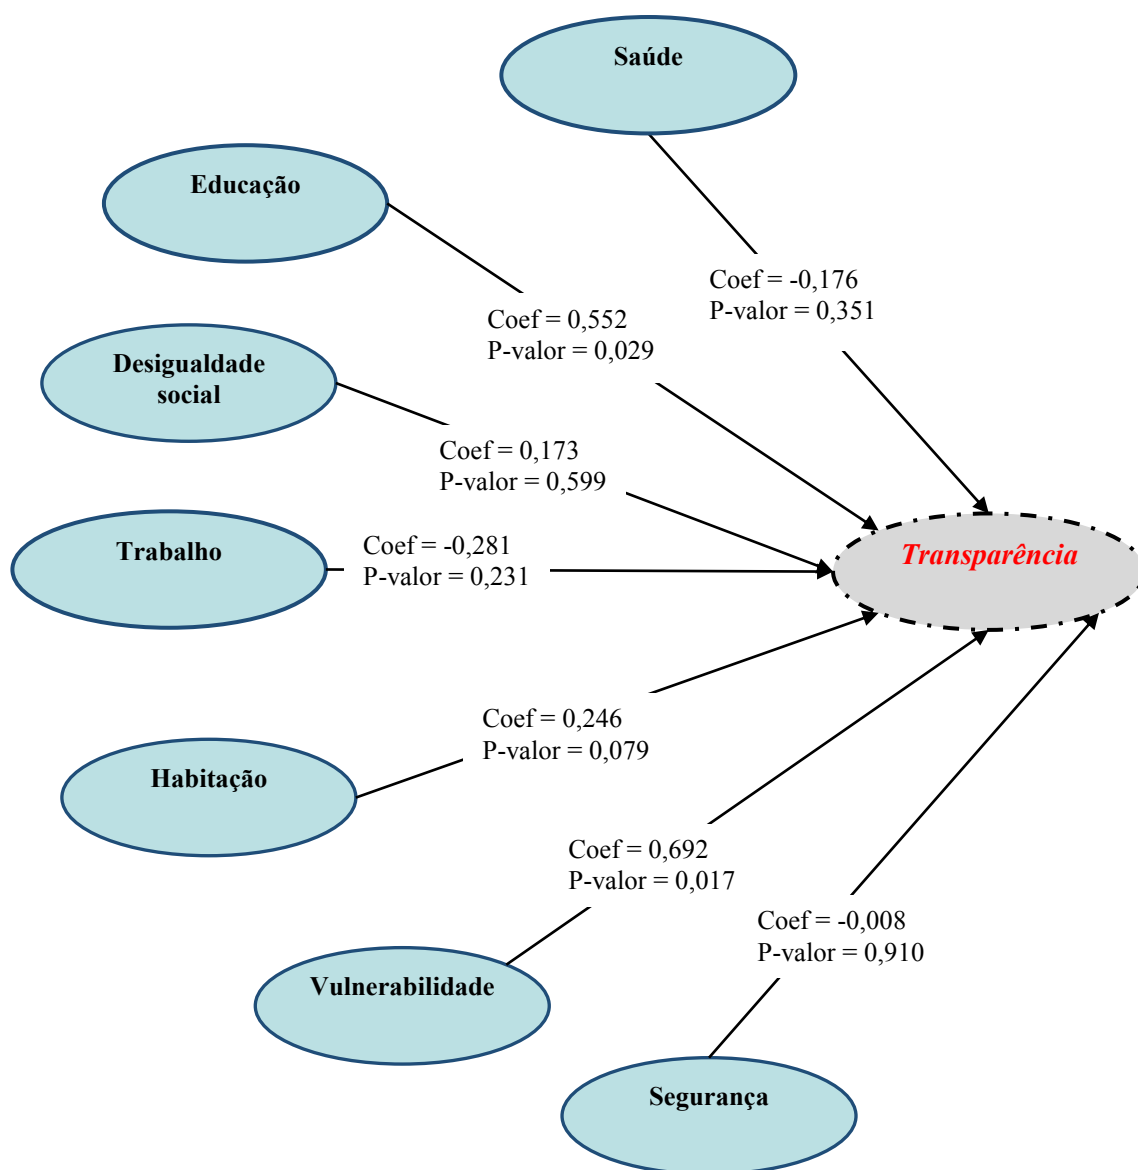 Saúde
Educação
Coef = -0,176
P-valor = 0,351
Coef = 0,552
P-valor = 0,029
Desigualdade
social
Coef = 0,173
P-valor = 0,599
Trabalho
Coef = -0,281
P-valor = 0,231
Transparência
Coef = 0,246
P-valor = 0,079
Habitação
Coef = 0,692
P-valor = 0,017
Coef = -0,008
P-valor = 0,910
Vulnerabilidade
Segurança